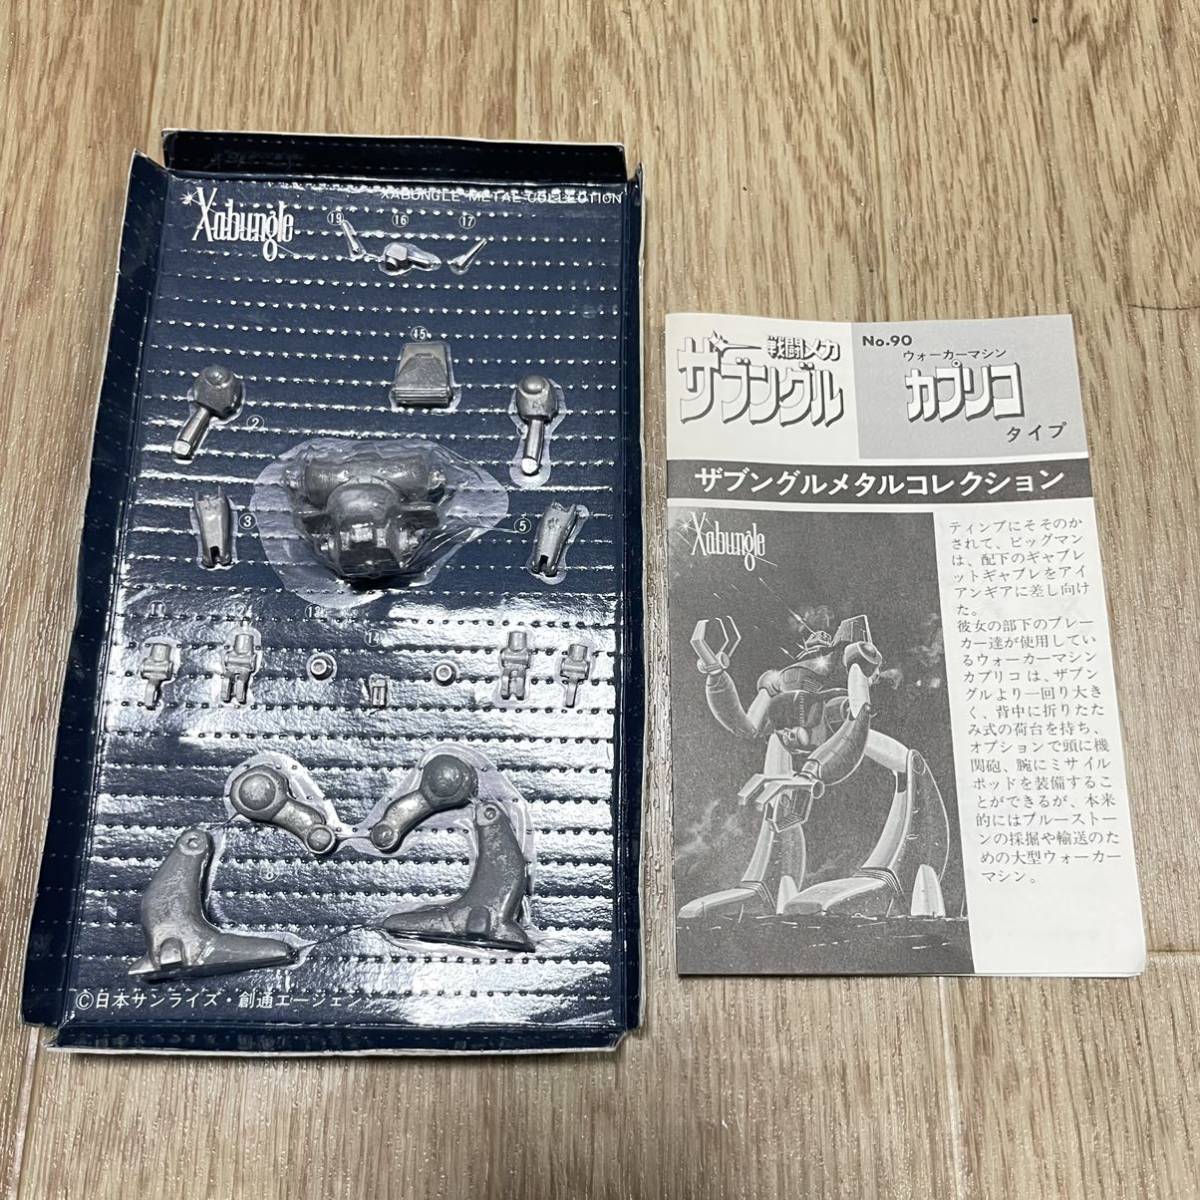 Xabungle
XABUNGLE METAL COLLECTION
19
16
17
15
2
3
5
14
8
©日本サンライズ・創通エージェン
戦闘メカ
ザブングル
No.90
ウォーカーマシン
カプリコ
タイプ
ザブングルメタルコレクション
Xabungle
ティンプにそそのか
されて、ビッグマン
は、配下のギャブレ
ットギャブレをアイ
アンギアに差し向け
た。
彼女の部下のブレー
カー達が使用してい
るウォーカーマシン
カプリコは、ザブン
グルより一回り大き
く、背中に折りたた
み式の荷台を持ち、
オプションで頭に機
関砲、腕にミサイル
ポッドを装備するこ
とができるが、本来
的にはブルーストー
ンの採掘や輸送のた
めの大型ウォーカー
マシン。